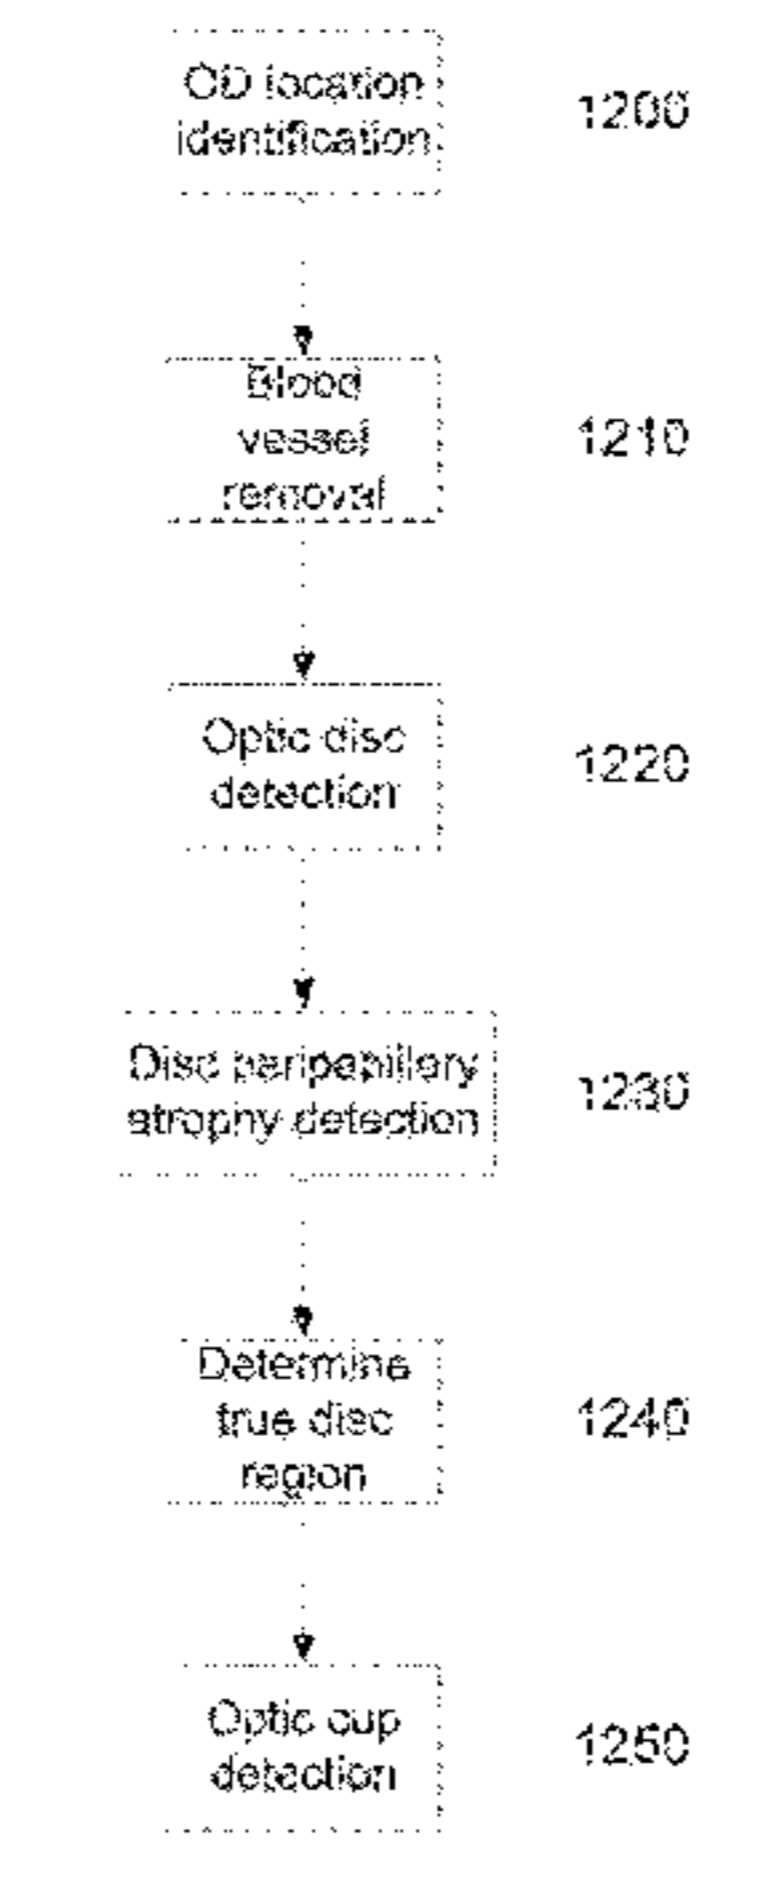 OD location
identification
1200
Blood
vessel
removal
1210
Optic disc
detection
1220
Disc peripapillary
atrophy detection
1230
Determine
true disc
region
1240
Optic cup
detection
1250